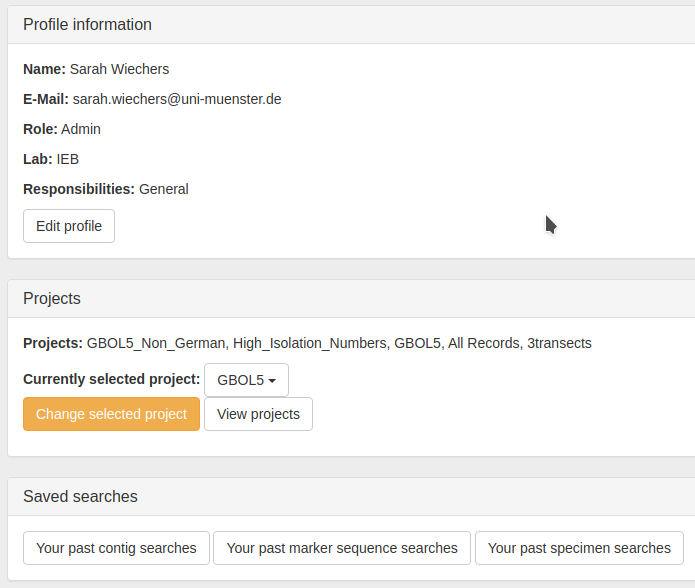 Profile information
Name: Sarah Wiechers
E-Mail: sarah.wiechers@uni-muenster.de
Role: Admin
Lab: IEB
Responsibilities: General
Edit profile
Projects
Projects: GBOL5_Non_German, High_Isolation_Numbers, GBOL5, All Records, 3transects
Currently selected project: GBOL5
Change selected project View projects
Saved searches
Your past contig searches Your past marker sequence searches Your past specimen searches